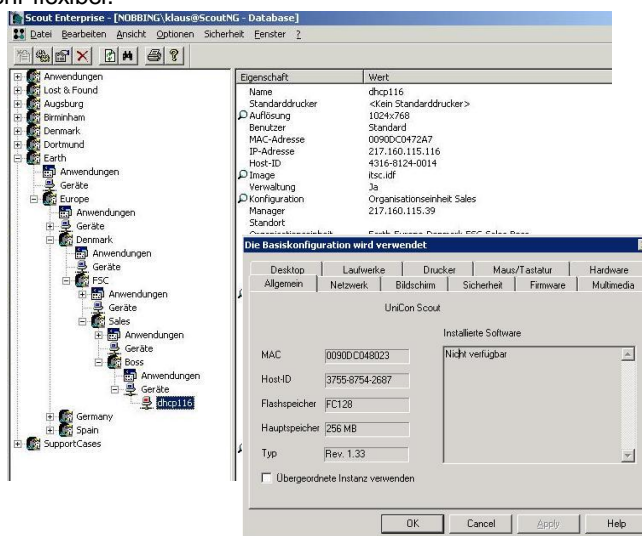 Scout Enterprise - [NOBBING\klaus@ScoutNG - Database]
Datei Bearbeiten Ansicht Optionen Sicherheit Fenster ?
Anwendungen
Lost & Found
Augsburg
Birminham
Denmark
Dortmund
Earth
Anwendungen
Geräte
Europe
Anwendungen
Geräte
Denmark
Anwendungen
Geräte
FSC
Anwendungen
Geräte
Sales
Anwendungen
Geräte
Boss
Anwendungen
Geräte
dhcp116
Germany
Spain
SupportCases
Eigenschaft Wert
Name dhcp116
Standarddrucker <Kein Standarddrucker>
Auflösung 1024x768
Benutzer Standard
MAC-Adresse 0090DC0472A7
IP-Adresse 217.160.115.116
Host-ID 4316-8124-0014
Image itsc.idf
Verwaltung Ja
Konfiguration Organisationseinheit Sales
Manager 217.160.115.39
Standort
Die Basiskonfiguration wird verwendet
Desktop Laufwerke Drucker Maus/Tastatur Hardware
Allgemein Netzwerk Bildschirm Sicherheit Firmware Multimedia
UniCon Scout
Installierte Software
MAC 0090DC048023 Nicht verfügbar
Host-ID 3755-8754-2687
Flashspeicher FC128
Hauptspeicher 256 MB
Typ Rev. 1.33
Übergeordnete Instanz verwenden
OK Cancel Apply Help